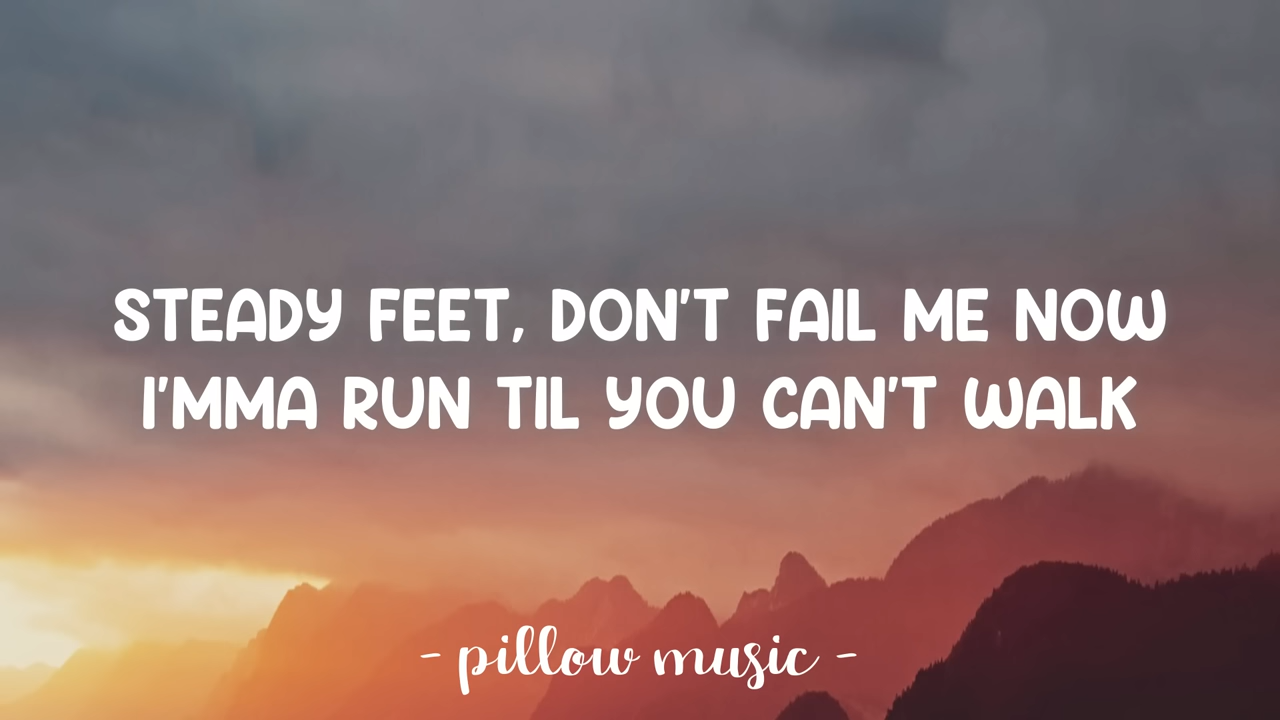 STEADY FEET, DON'T FAIL ME NOW
I'MMA RUN TIL YOU CAN'T WALK
- pillow music -